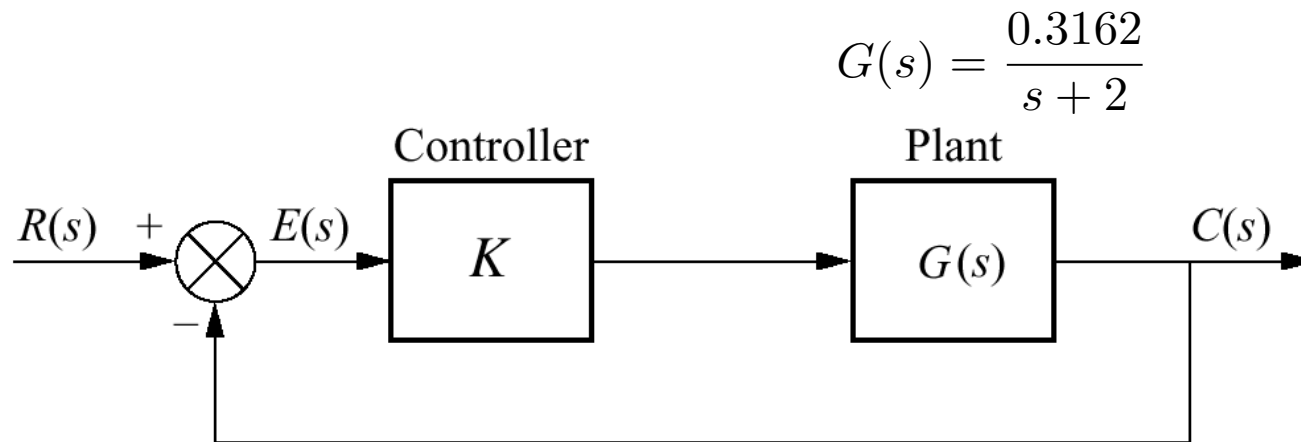 G(s) = 0.3162 / s + 2
Controller
Plant
R(s) + E(s) K G(s) C(s)
−